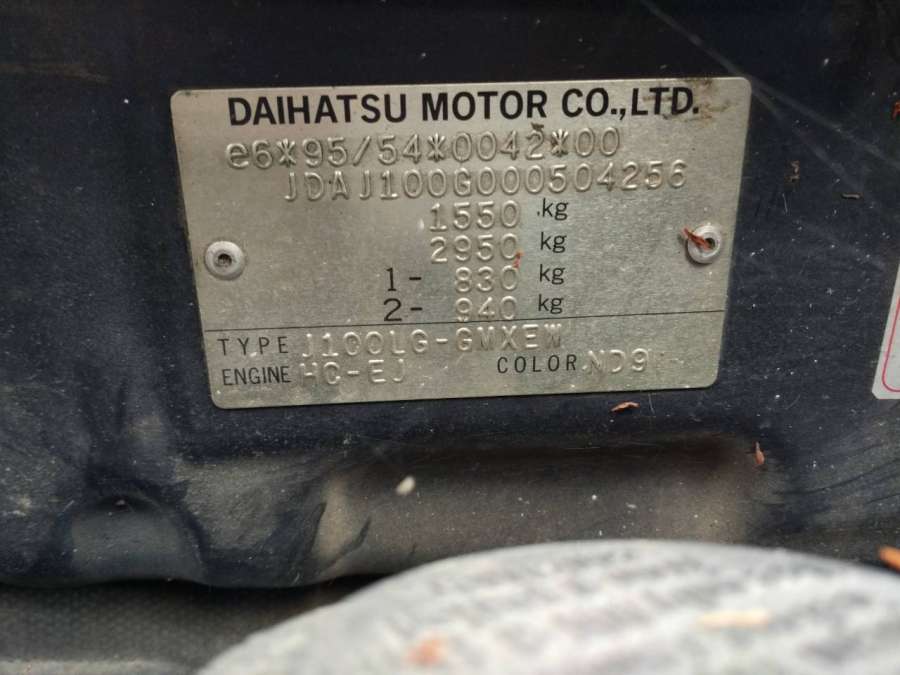 DAIHATSU MOTOR CO.,LTD.
e6*95/54*0042*00
JDAJ100G000504256
1550 kg
2950 kg
1- 830 kg
2- 940 kg
TYPE J100LG-GMXEW
ENGINE HC-EJ COLOR ND9